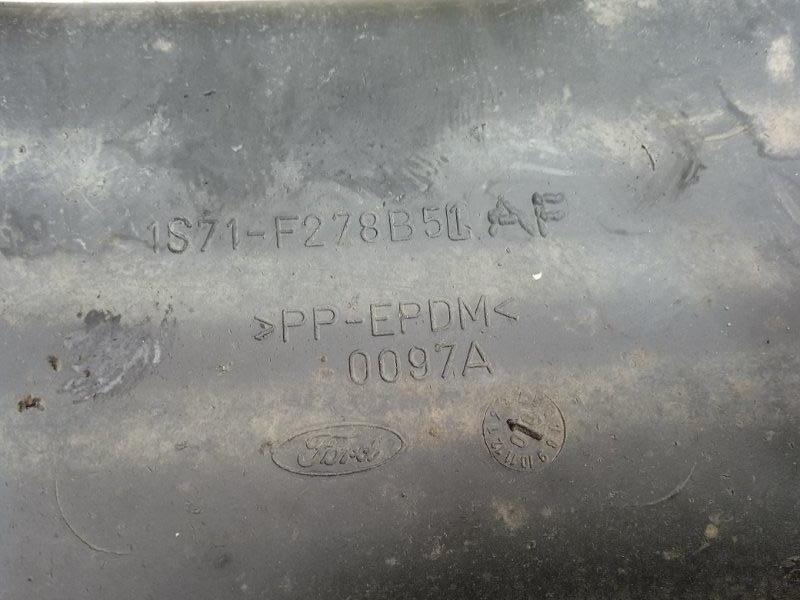 1S71-F278B51 AF
>PP-EPDM<
0097A
Ford